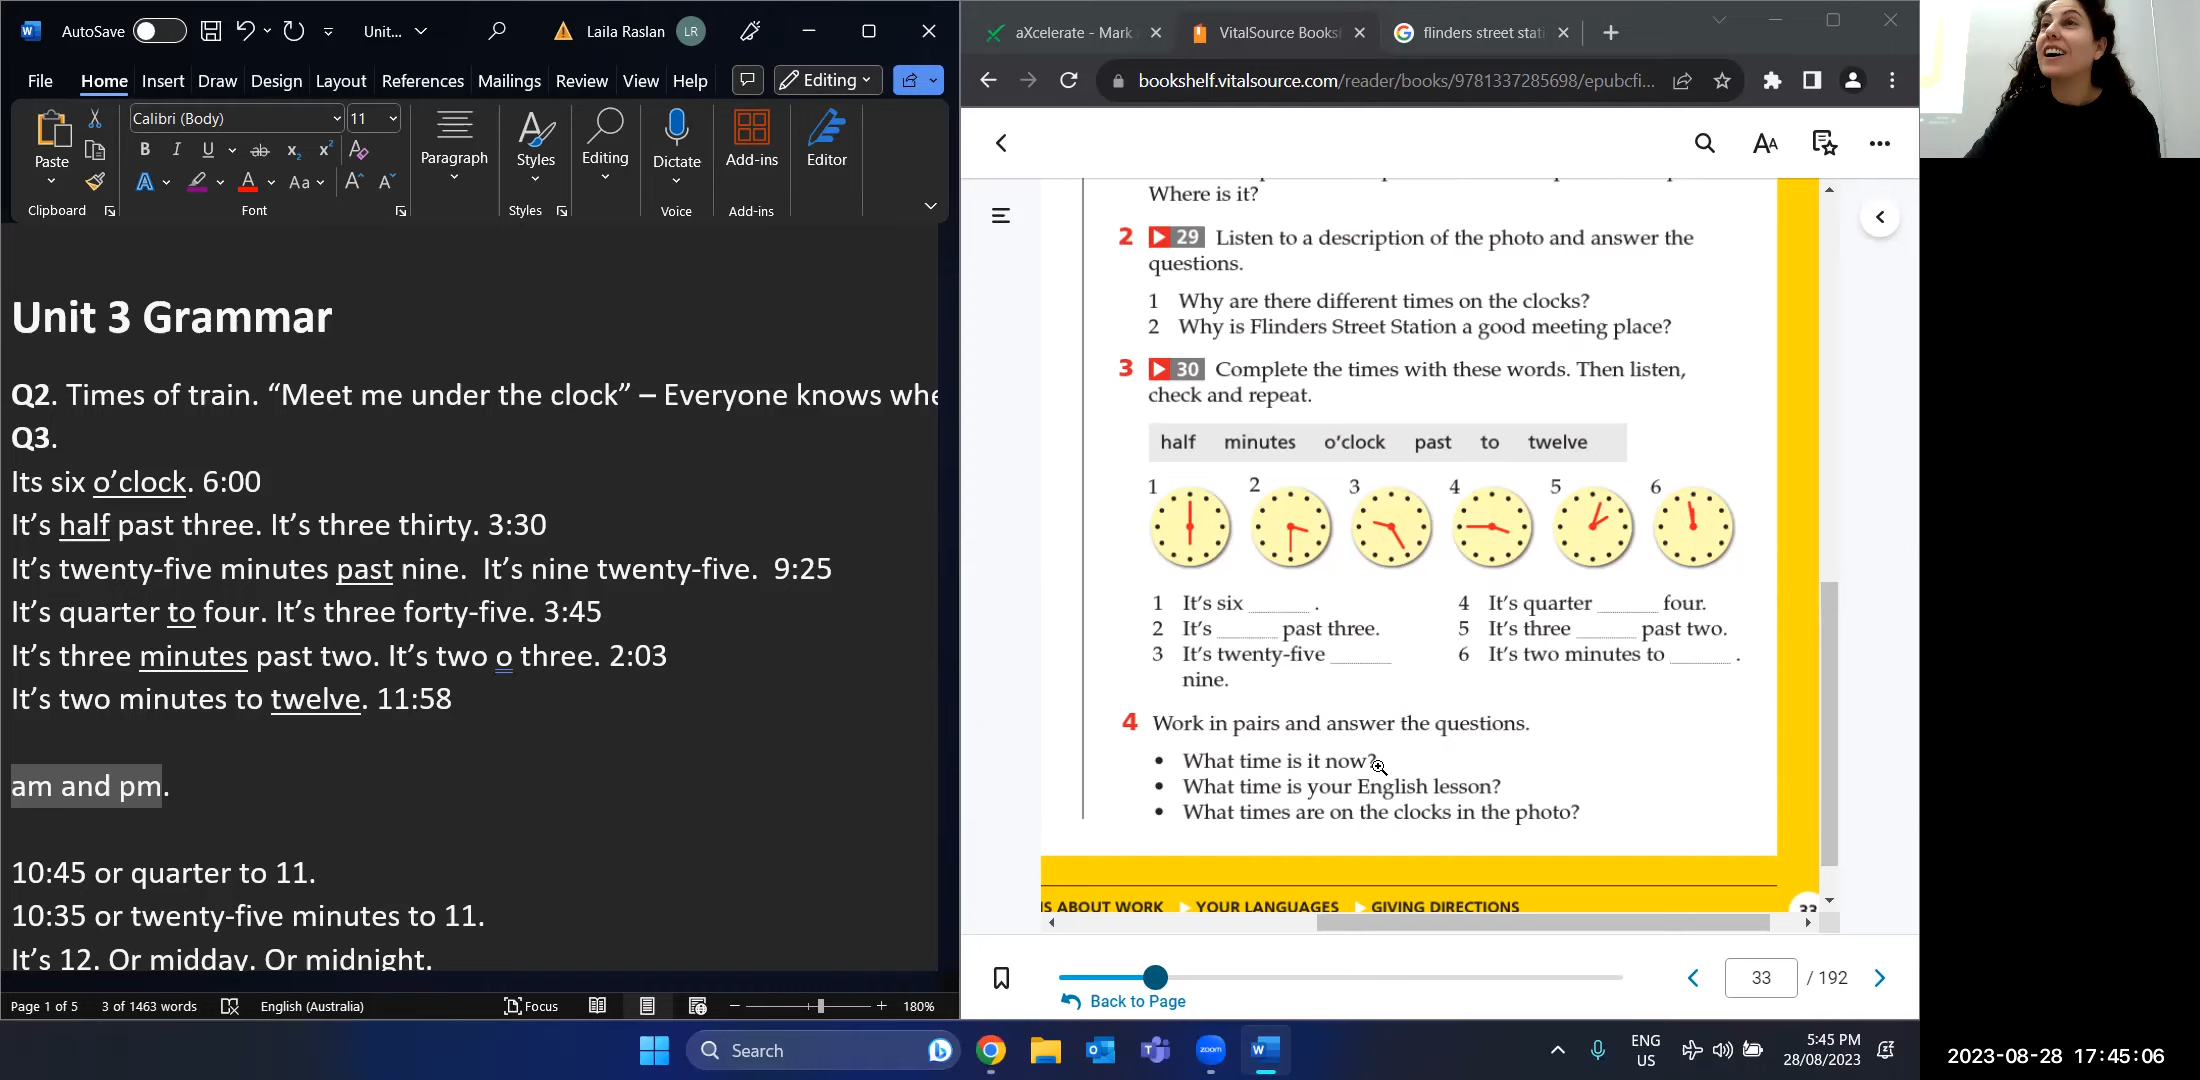 AutoSave
Unit...
Laila Raslan
LR
File
Home
Insert
Draw
Design
Layout
References
Mailings
Review
View
Help
Editing
Paste
Calibri (Body)
11
Paragraph
Styles
Editing
Dictate
Add-ins
Editor
Clipboard
Font
Styles
Voice
Add-ins
Unit 3 Grammar
Q2. Times of train. “Meet me under the clock” – Everyone knows whe
Q3.
Its six o’clock. 6:00
It’s half past three. It’s three thirty. 3:30
It’s twenty-five minutes past nine. It’s nine twenty-five. 9:25
It’s quarter to four. It’s three forty-five. 3:45
It’s three minutes past two. It’s two o three. 2:03
It’s two minutes to twelve. 11:58
am and pm.
10:45 or quarter to 11.
10:35 or twenty-five minutes to 11.
It’s 12. Or midday. Or midnight.
Page 1 of 5
3 of 1463 words
English (Australia)
Focus
180%
aXcelerate - Mark
VitalSource Books
flinders street stati
bookshelf.vitalsource.com/reader/books/9781337285698/epubcfi...
Where is it?
2 29 Listen to a description of the photo and answer the
questions.
1 Why are there different times on the clocks?
2 Why is Flinders Street Station a good meeting place?
3 30 Complete the times with these words. Then listen,
check and repeat.
half minutes o’clock past to twelve
1 2 3 4 5 6
1 It’s six ______ .
2 It’s ______ past three.
3 It’s twenty-five ______
nine.
4 It’s quarter ______ four.
5 It’s three ______ past two.
6 It’s two minutes to ______ .
4 Work in pairs and answer the questions.
• What time is it now?
• What time is your English lesson?
• What times are on the clocks in the photo?
IS ABOUT WORK YOUR LANGUAGES GIVING DIRECTIONS
33
33 / 192
Back to Page
Search
zoom
ENG
US
5:45 PM
28/08/2023
2023-08-28 17:45:06